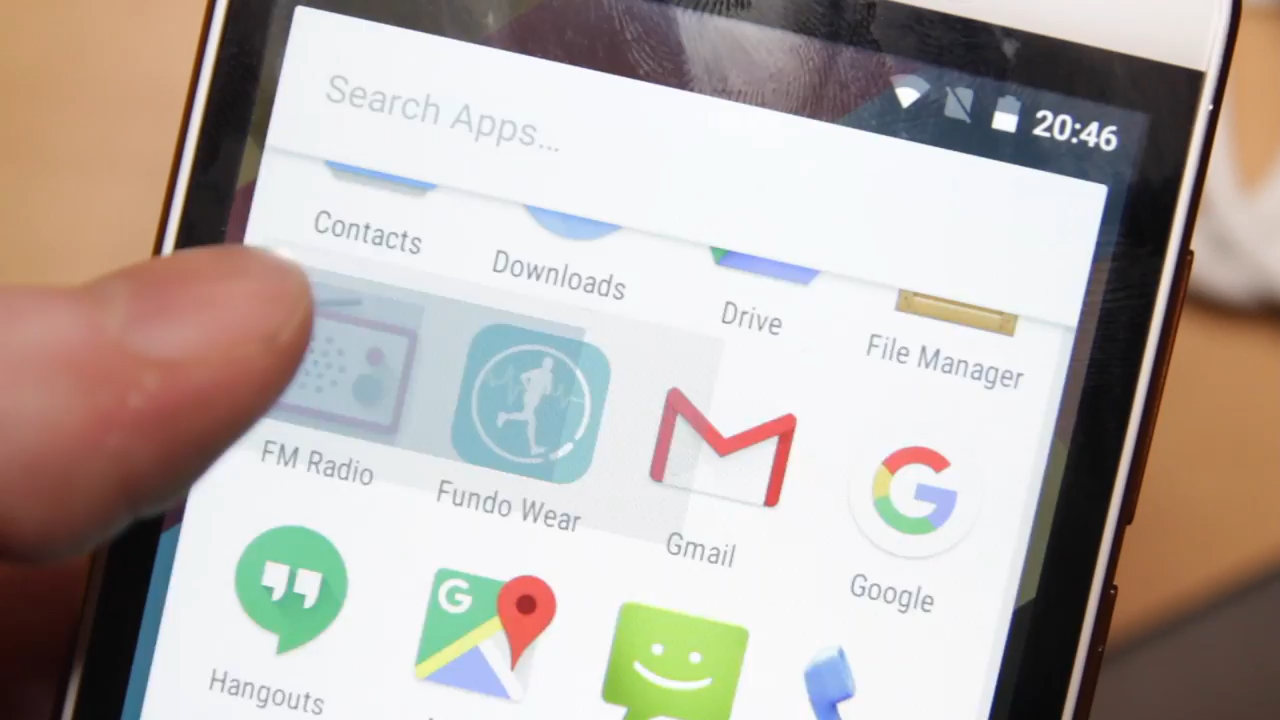 20:46
Search Apps...
Contacts
Downloads
Drive
File Manager
FM Radio
Fundo Wear
Gmail
Google
Hangouts
G